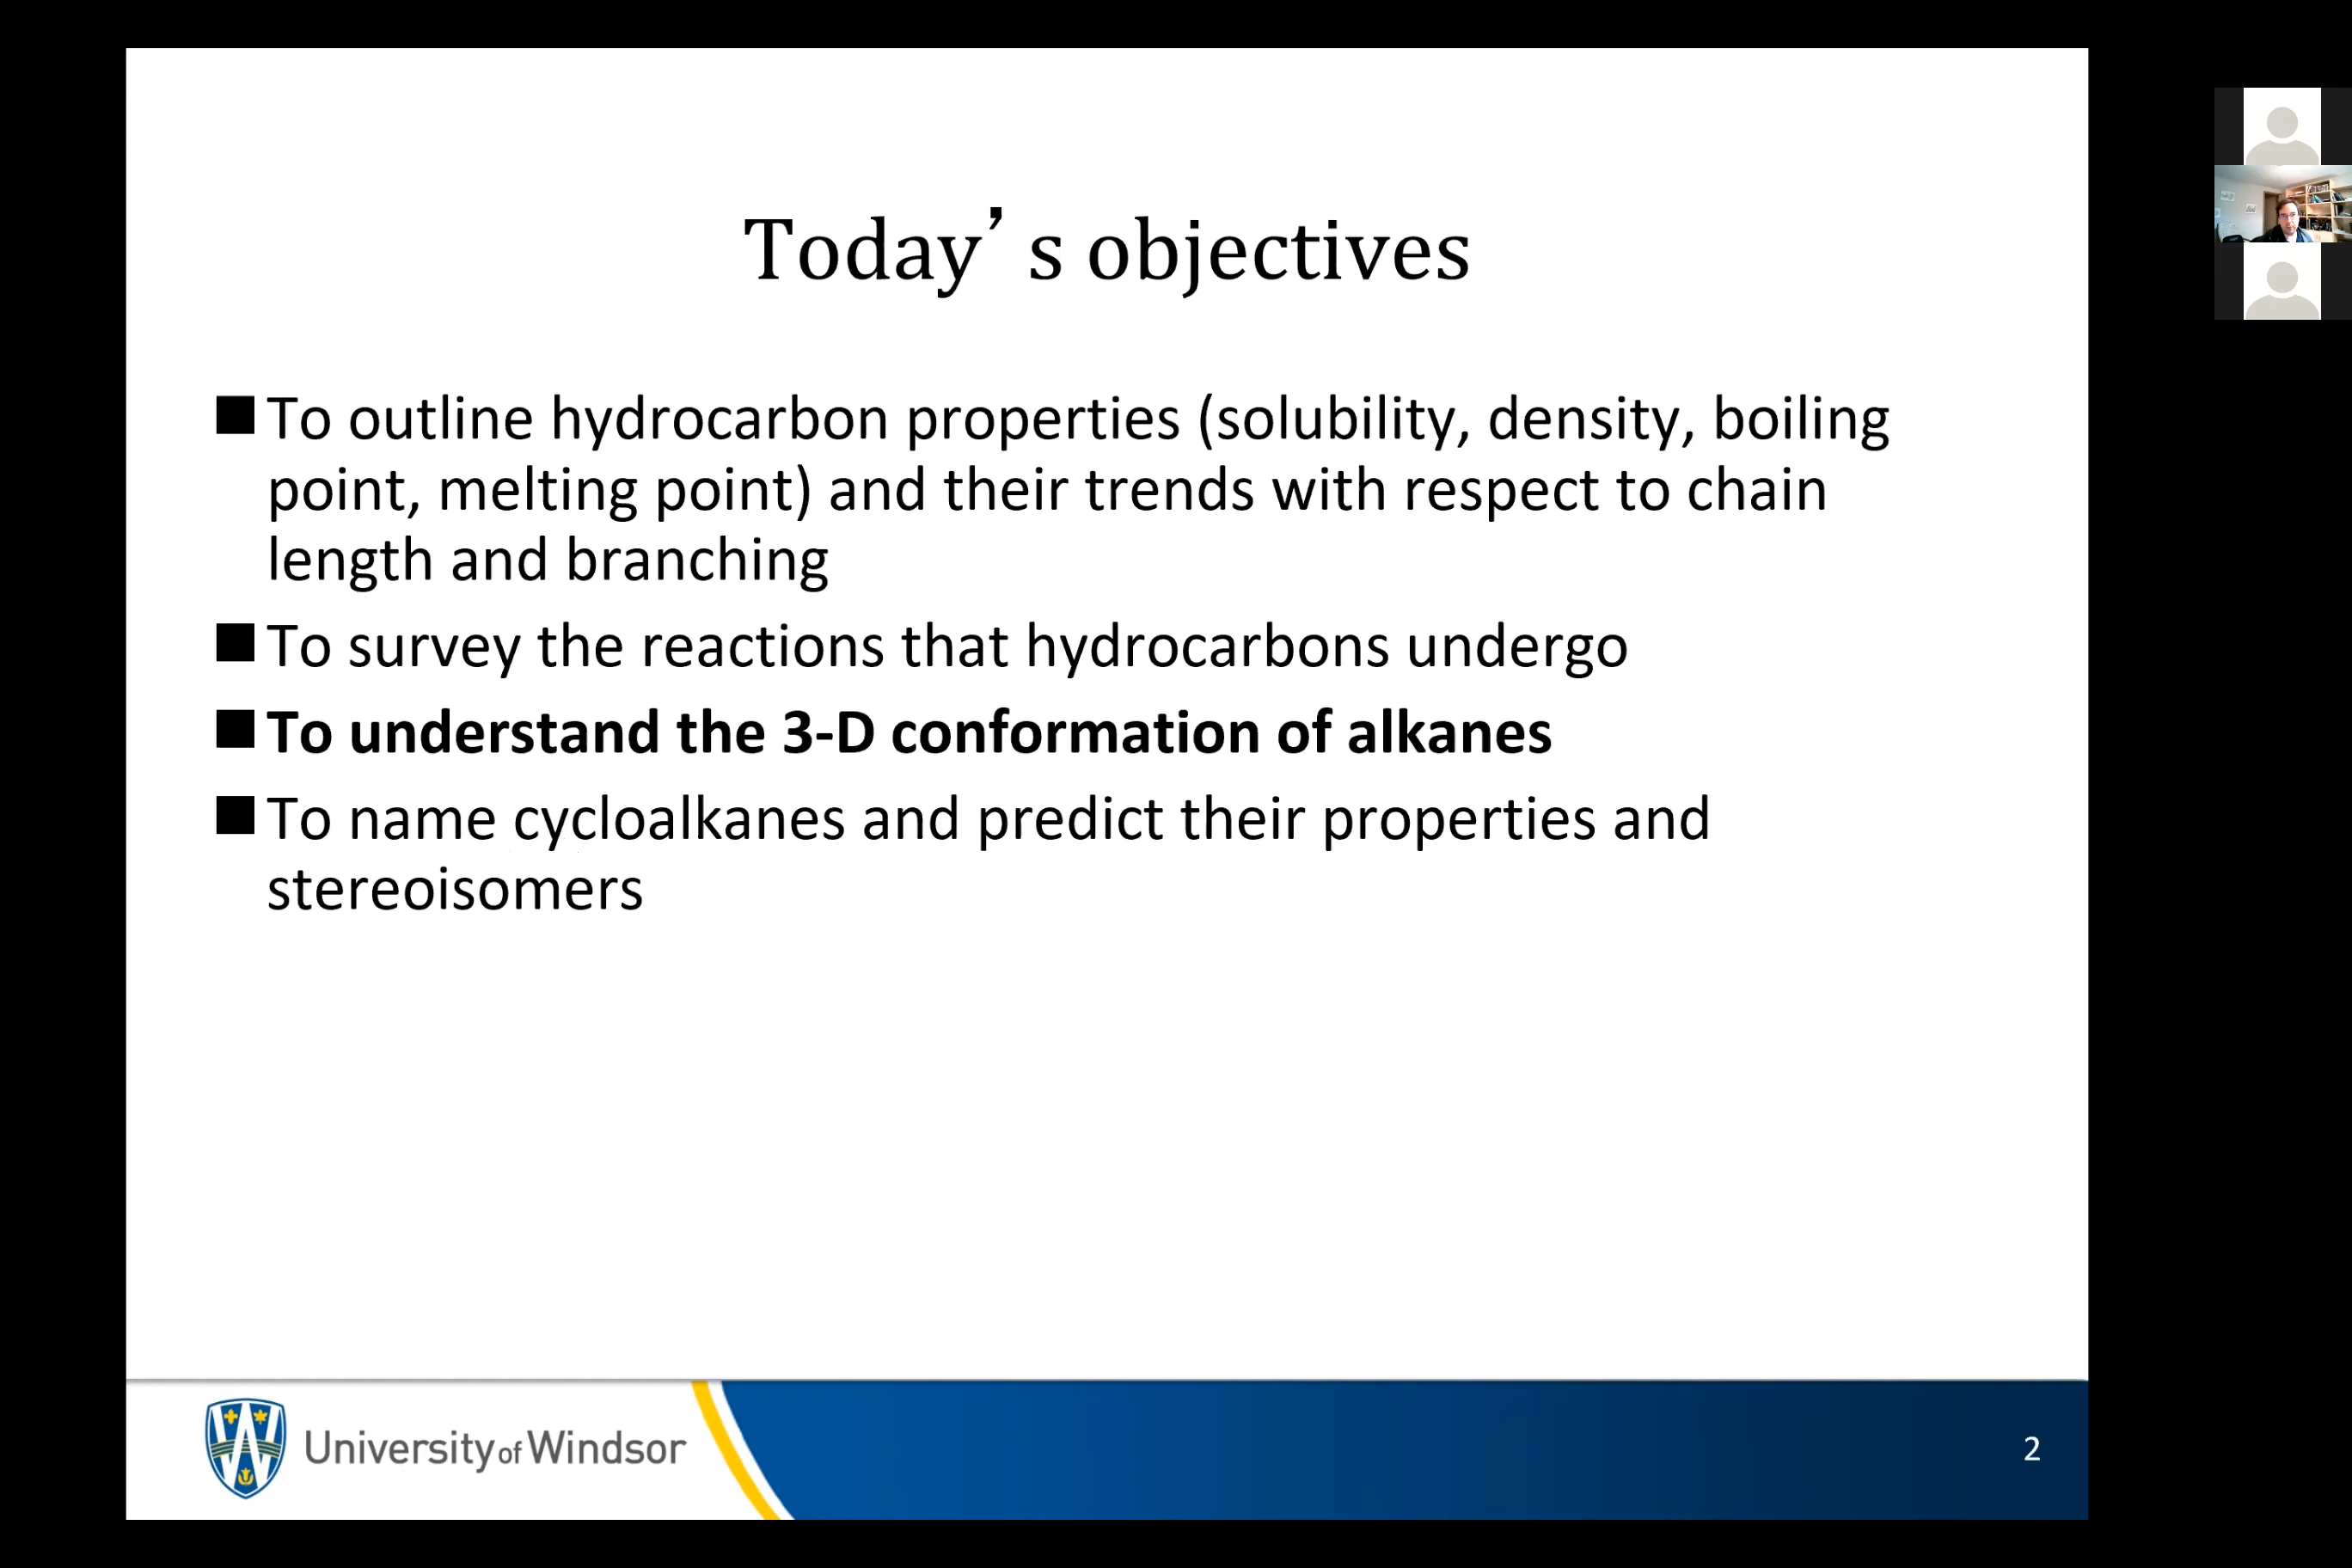 Today’s objectives
■ To outline hydrocarbon properties (solubility, density, boiling
point, melting point) and their trends with respect to chain
length and branching
■ To survey the reactions that hydrocarbons undergo
■ To understand the 3-D conformation of alkanes
■ To name cycloalkanes and predict their properties and
stereoisomers
University of Windsor
2